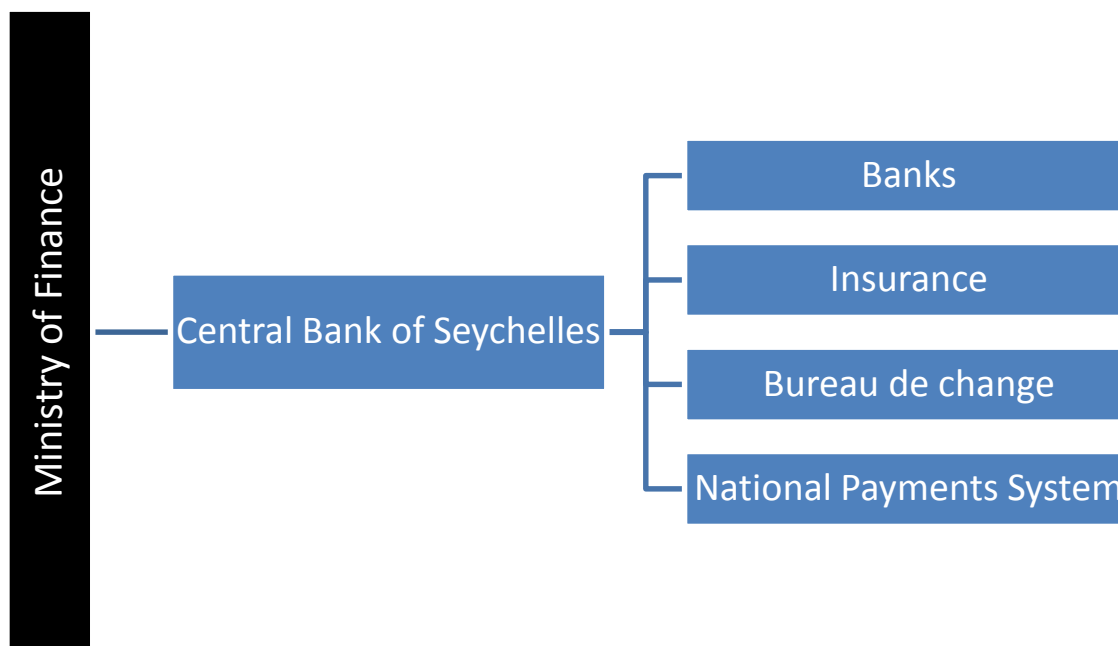 Ministry of Finance
Central Bank of Seychelles
Banks
Insurance
Bureau de change
National Payments System